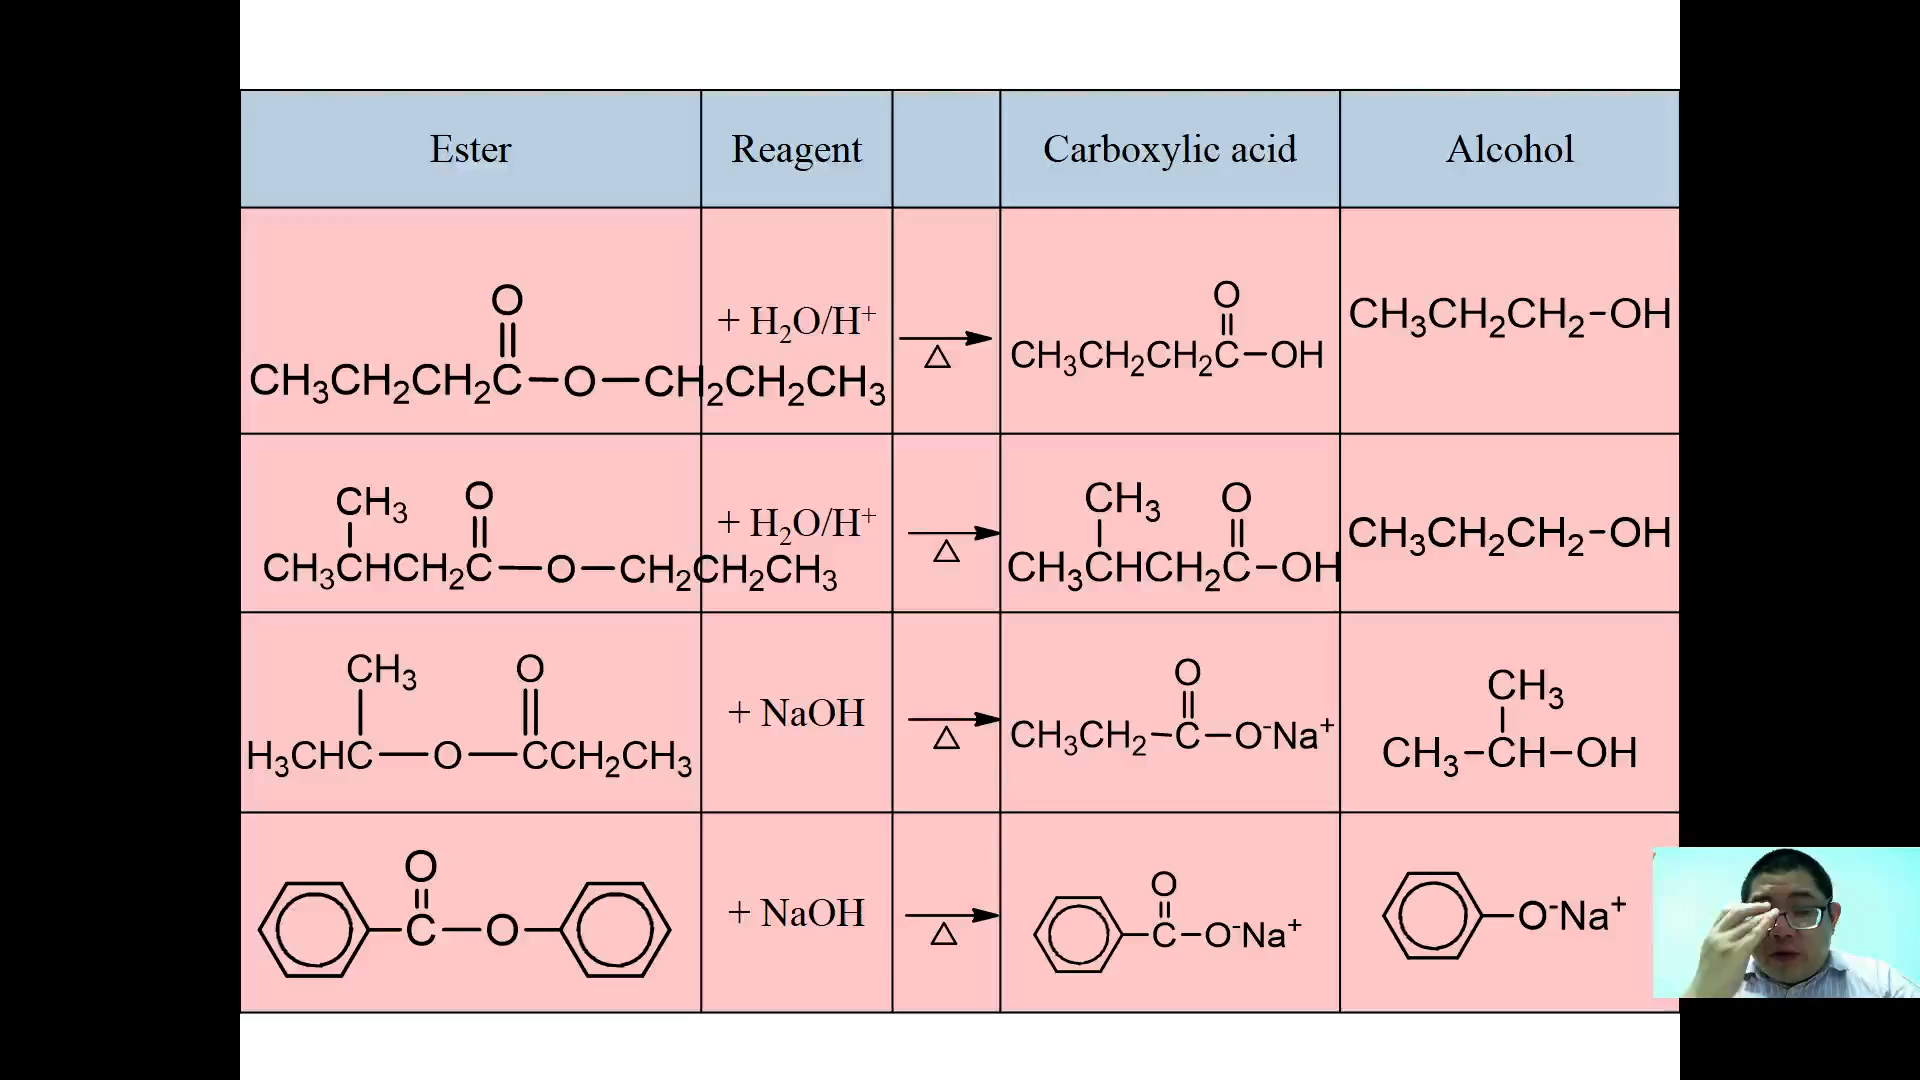 Ester Reagent Carboxylic acid Alcohol
O
CH₃CH₂CH₂C—O—CH₂CH₂CH₃
+ H₂O/H⁺
△
O
CH₃CH₂CH₂C—OH
CH₃CH₂CH₂-OH
CH₃ O
CH₃CHCH₂C—O—CH₂CH₂CH₃
+ H₂O/H⁺
△
CH₃ O
CH₃CHCH₂C-OH
CH₃CH₂CH₂-OH
CH₃ O
H₃CHC—O—CCH₂CH₃
+ NaOH
△
O
CH₃CH₂-C-O⁻Na⁺
CH₃
CH₃-CH-OH
O
C—O
+ NaOH
△
O
C-O⁻Na⁺
O⁻Na⁺